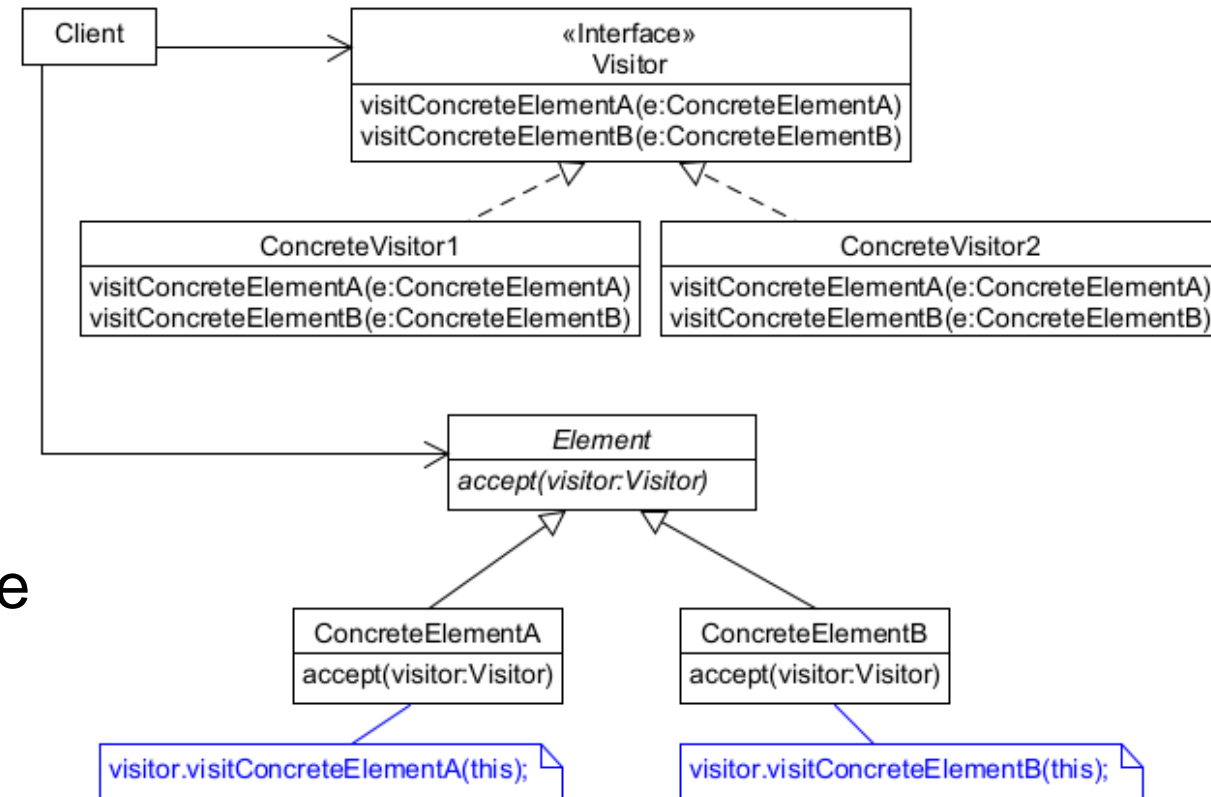 Client
«Interface»
Visitor
visitConcreteElementA(e:ConcreteElementA)
visitConcreteElementB(e:ConcreteElementB)
ConcreteVisitor1
visitConcreteElementA(e:ConcreteElementA)
visitConcreteElementB(e:ConcreteElementB)
ConcreteVisitor2
visitConcreteElementA(e:ConcreteElementA)
visitConcreteElementB(e:ConcreteElementB)
Element
accept(visitor:Visitor)
e
ConcreteElementA
accept(visitor:Visitor)
ConcreteElementB
accept(visitor:Visitor)
visitor.visitConcreteElementA(this);
visitor.visitConcreteElementB(this);